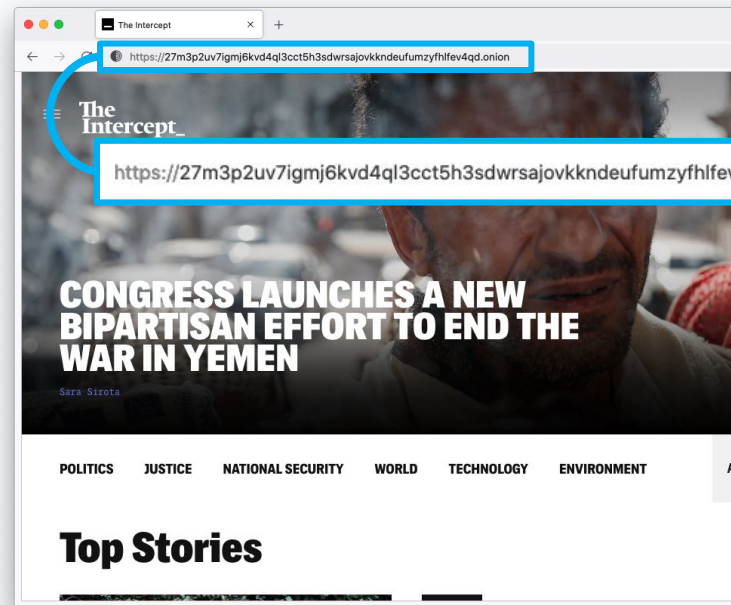 The Intercept
https://27m3p2uv7igmj6kvd4ql3cct5h3sdwrsajovkkndeufumzyfhlfev4qd.onion
The
Intercept_
https://27m3p2uv7igmj6kvd4ql3cct5h3sdwrsajovkkndeufumzyfhlfev
CONGRESS LAUNCHES A NEW
BIPARTISAN EFFORT TO END THE
WAR IN YEMEN
Sara Sirota
POLITICS JUSTICE NATIONAL SECURITY WORLD TECHNOLOGY ENVIRONMENT A
Top Stories